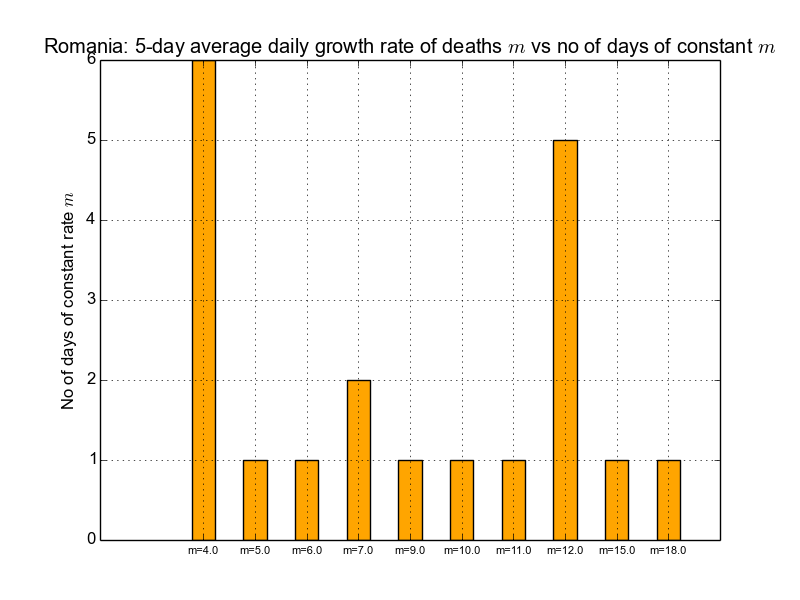 Romania: 5-day average daily growth rate of deaths m vs no of days of constant m
No of days of constant rate m
6
5
4
3
2
1
0
m=4.0 m=5.0 m=6.0 m=7.0 m=9.0 m=10.0 m=11.0 m=12.0 m=15.0 m=18.0